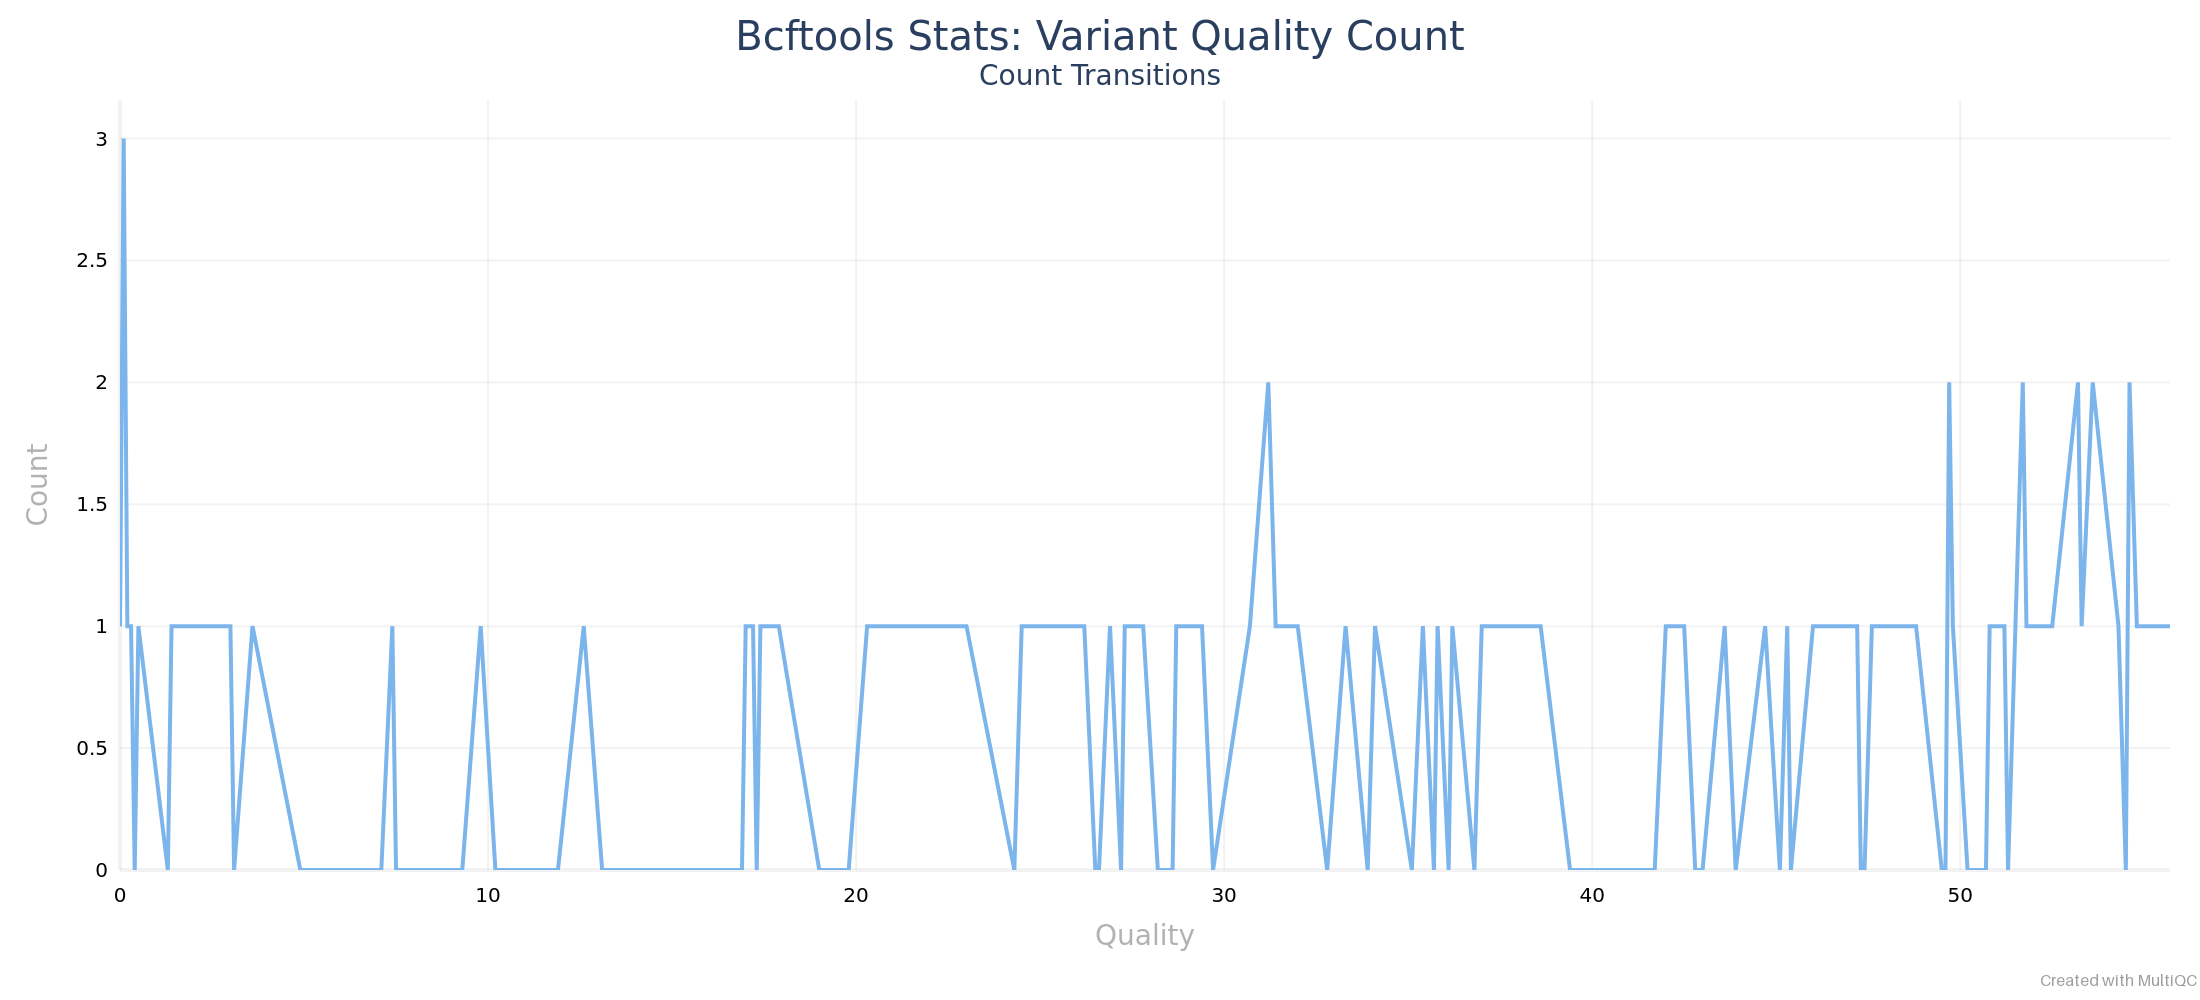 Bcftools Stats: Variant Quality Count
Count Transitions
3
2.5
2
1.5
1
0.5
0
Count
0 10 20 30 40 50
Quality
Created with MultiQC